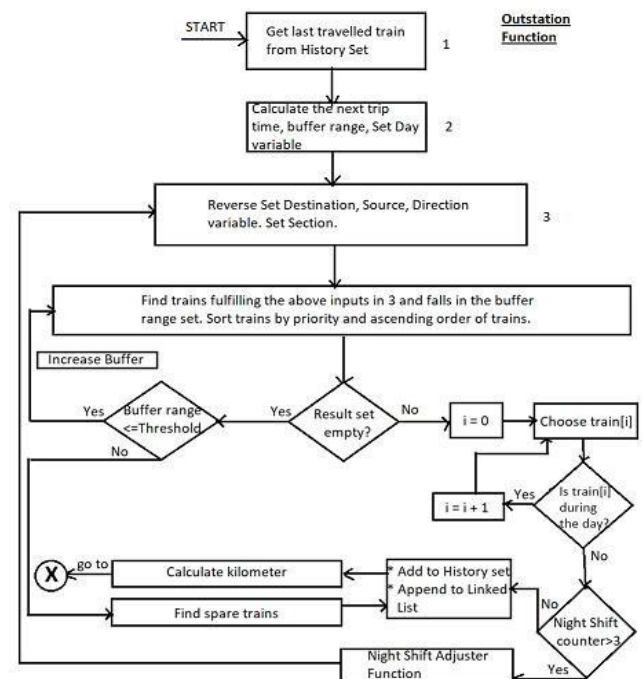 Outstation
Function
START
Get last travelled train
from History Set
1
Calculate the next trip
time, buffer range, Set Day
variable
2
Reverse Set Destination, Source, Direction
variable. Set Section.
3
Find trains fulfilling the above inputs in 3 and falls in the buffer
range set. Sort trains by priority and ascending order of trains.
Increase Buffer
Yes
Buffer range
<=Threshold
No
Yes
Result set
empty?
No
i = 0
Choose train[i]
i = i + 1
Yes
Is train[i]
during
the day?
No
X
go to
Calculate kilometer
* Add to History set
* Append to Linked
List
Find spare trains
No
Night Shift
counter>3
Yes
Night Shift Adjuster
Function